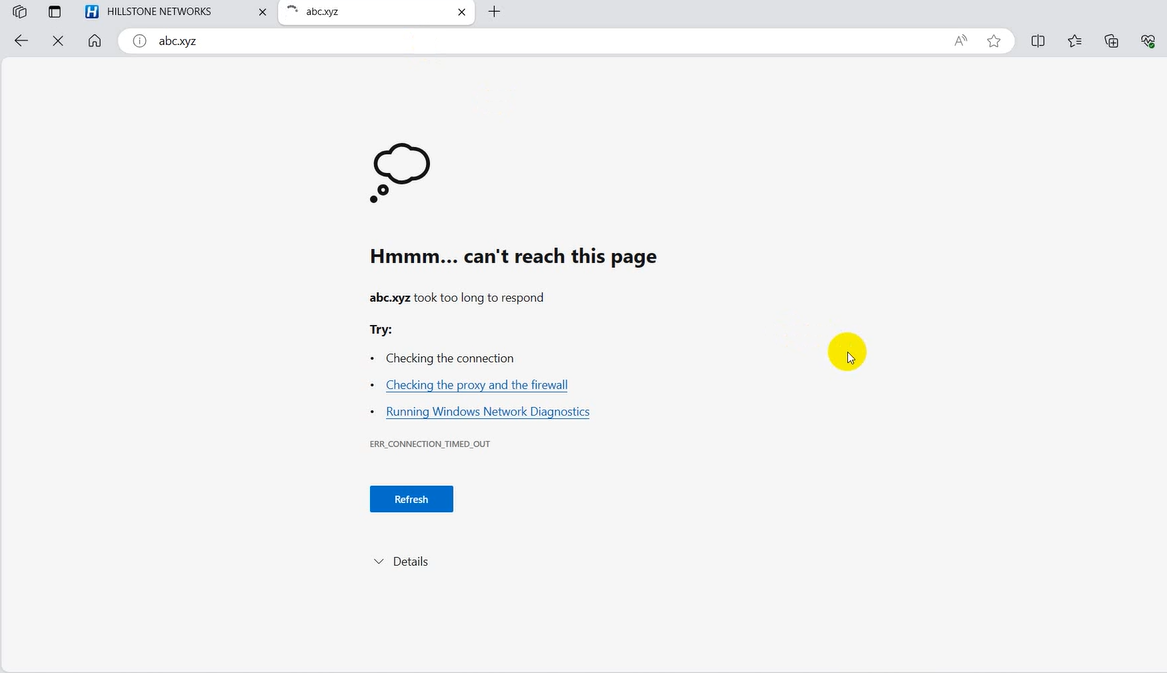 HILLSTONE NETWORKS
abc.xyz
abc.xyz
Hmmm... can't reach this page
abc.xyz took too long to respond
Try:
• Checking the connection
• Checking the proxy and the firewall
• Running Windows Network Diagnostics
ERR_CONNECTION_TIMED_OUT
Refresh
Details